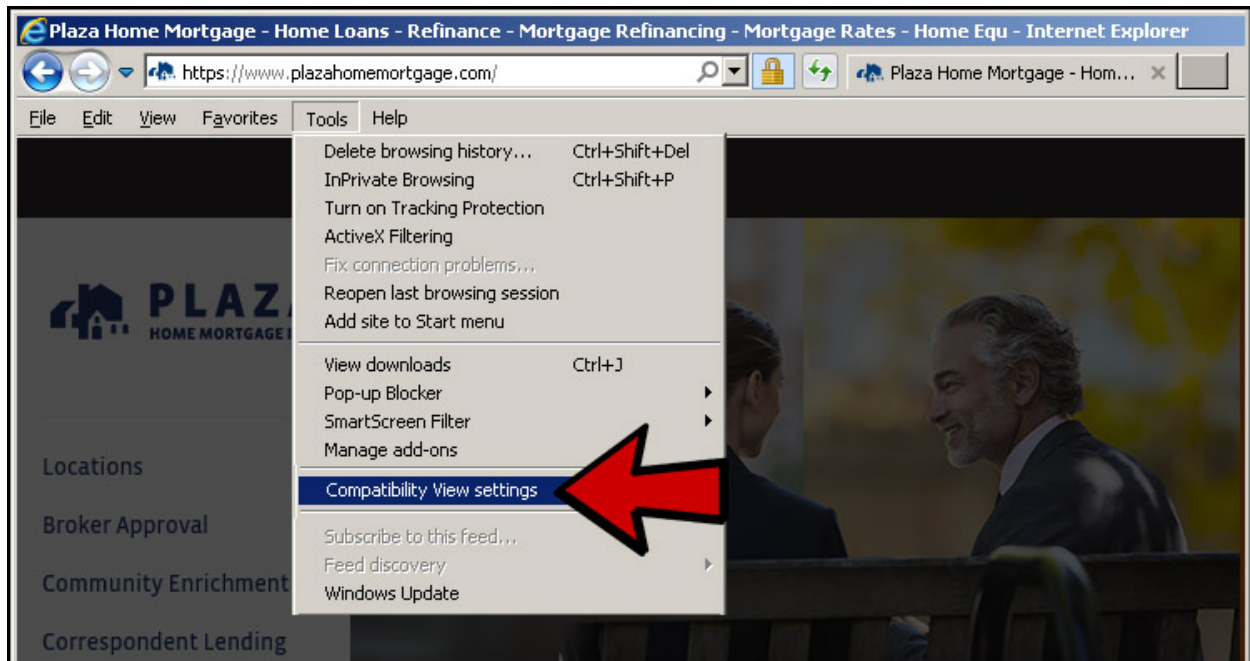 Plaza Home Mortgage - Home Loans - Refinance - Mortgage Refinancing - Mortgage Rates - Home Equ - Internet Explorer
https://www.plazahomemortgage.com/
Plaza Home Mortgage - Hom...
File Edit View Favorites Tools Help
Delete browsing history... Ctrl+Shift+Del
InPrivate Browsing Ctrl+Shift+P
Turn on Tracking Protection
ActiveX Filtering
Fix connection problems...
Reopen last browsing session
Add site to Start menu
View downloads Ctrl+J
Pop-up Blocker
SmartScreen Filter
Manage add-ons
Compatibility View settings
Subscribe to this feed...
Feed discovery
Windows Update
PLAZ
HOME MORTGAGE
Locations
Broker Approval
Community Enrichment
Correspondent Lending